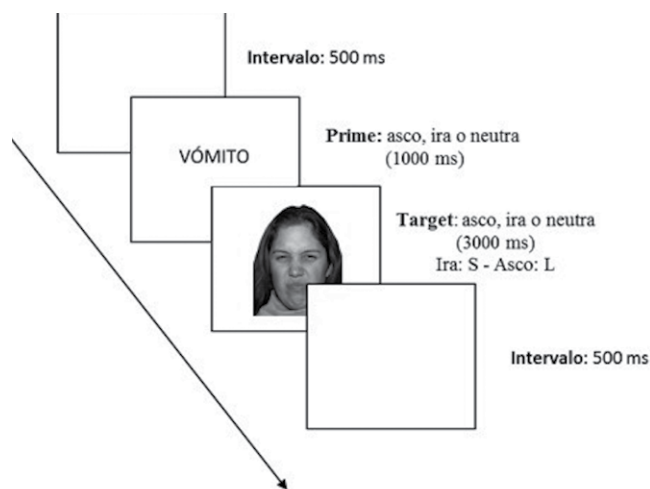 Intervalo: 500 ms
VÓMITO
Prime: asco, ira o neutra
(1000 ms)
Target: asco, ira o neutra
(3000 ms)
Ira: S - Asco: L
Intervalo: 500 ms